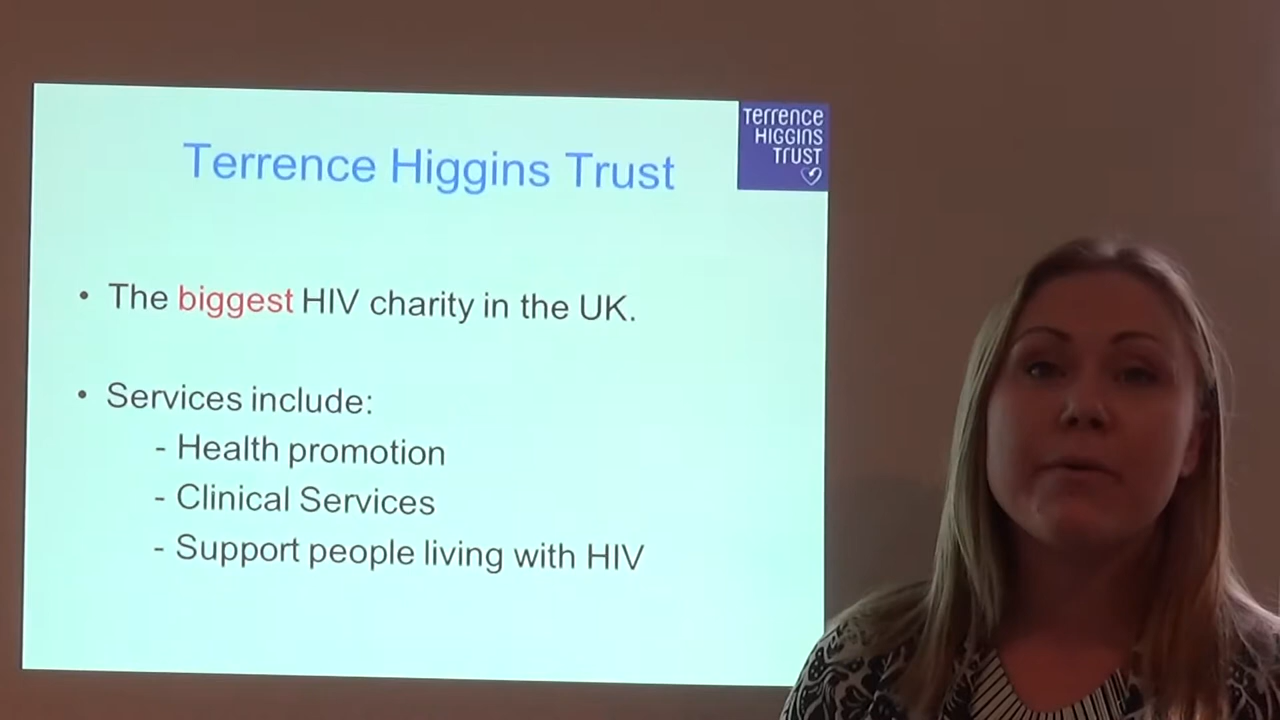 Terrence Higgins Trust
TERRENCE
HIGGINS
TRUST
• The biggest HIV charity in the UK.
• Services include:
- Health promotion
- Clinical Services
- Support people living with HIV